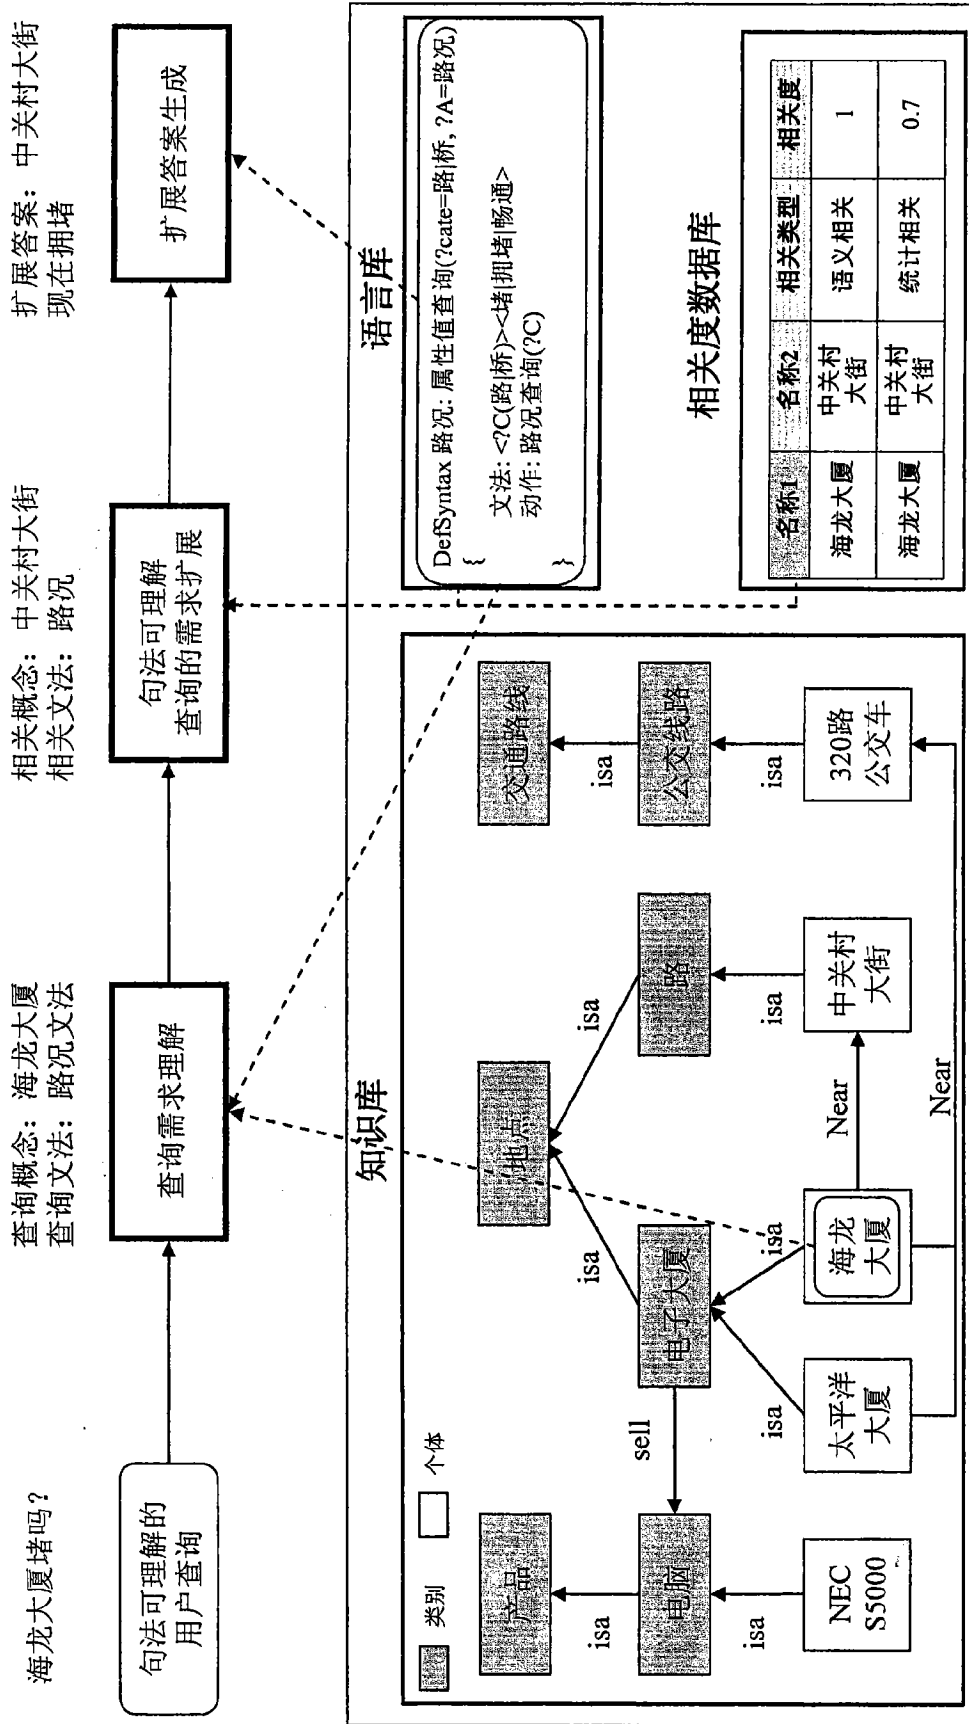 海龙大厦堵吗?
查询概念: 海龙大厦
查询文法: 路况文法
相关概念: 中关村大街
相关文法: 路况
扩展答案: 中关村大街
现在拥堵
句法可理解的
用户查询
查询需求理解
句法可理解
查询的需求扩展
扩展答案生成
知识库
类别
个体
产品
地点
交通路线
isa
isa
isa
isa
电脑
sell
电子大厦
路
公交线路
isa
isa
isa
isa
isa
NEC
S5000
太平洋
大厦
海龙
大厦
Near
中关村
大街
320路
公交车
Near
语言库
DefSyntax 路况: 属性值查询(?cate=路|桥, ?A=路况)
{
文法: <?C(路|桥)><堵|拥堵|畅通>
动作: 路况查询(?C)
}
相关度数据库
名称1 名称2 相关类型 相关度
海龙大厦 中关村
大街 语义相关 1
海龙大厦 中关村
大街 统计相关 0.7